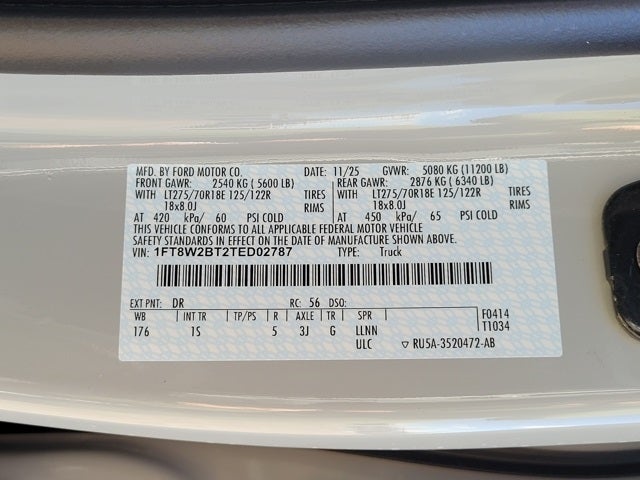 MFD. BY FORD MOTOR CO. DATE: 11/25 GVWR: 5080 KG (11200 LB)
FRONT GAWR: 2540 KG ( 5600 LB) REAR GAWR: 2876 KG ( 6340 LB)
WITH LT275/70R18E 125/122R TIRES WITH LT275/70R18E 125/122R TIRES
18x8.0J RIMS 18x8.0J RIMS
AT 420 kPa/ 60 PSI COLD AT 450 kPa/ 65 PSI COLD
THIS VEHICLE CONFORMS TO ALL APPLICABLE FEDERAL MOTOR VEHICLE
SAFETY STANDARDS IN EFFECT ON THE DATE OF MANUFACTURE SHOWN ABOVE.
VIN: 1FT8W2BT2TED02787 TYPE: Truck
EXT PNT: DR RC: 56 DSO:
WB INT TR TP/PS R AXLE TR SPR F0414
176 1S 5 3J G LLNN T1034
ULC ▽ RU5A-3520472-AB